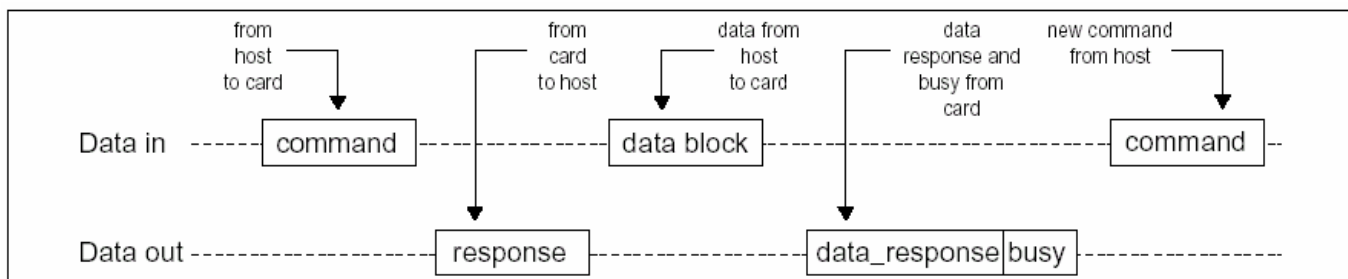 from
host
to card
from
card
to host
data from
host
to card
data
response and
busy from
card
new command
from host
Data in
command
data block
command
Data out
response
data_response
busy